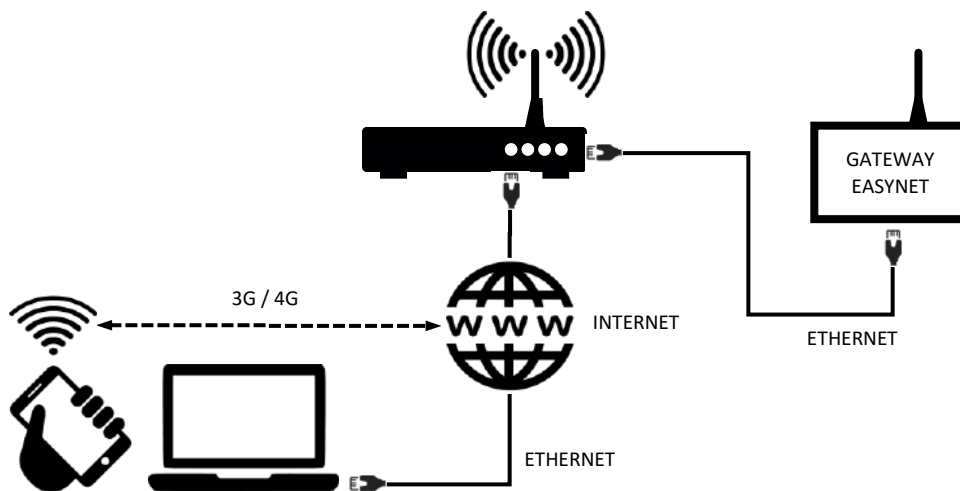 GATEWAY
EASYNET
3G / 4G
WWW
INTERNET
ETHERNET
ETHERNET